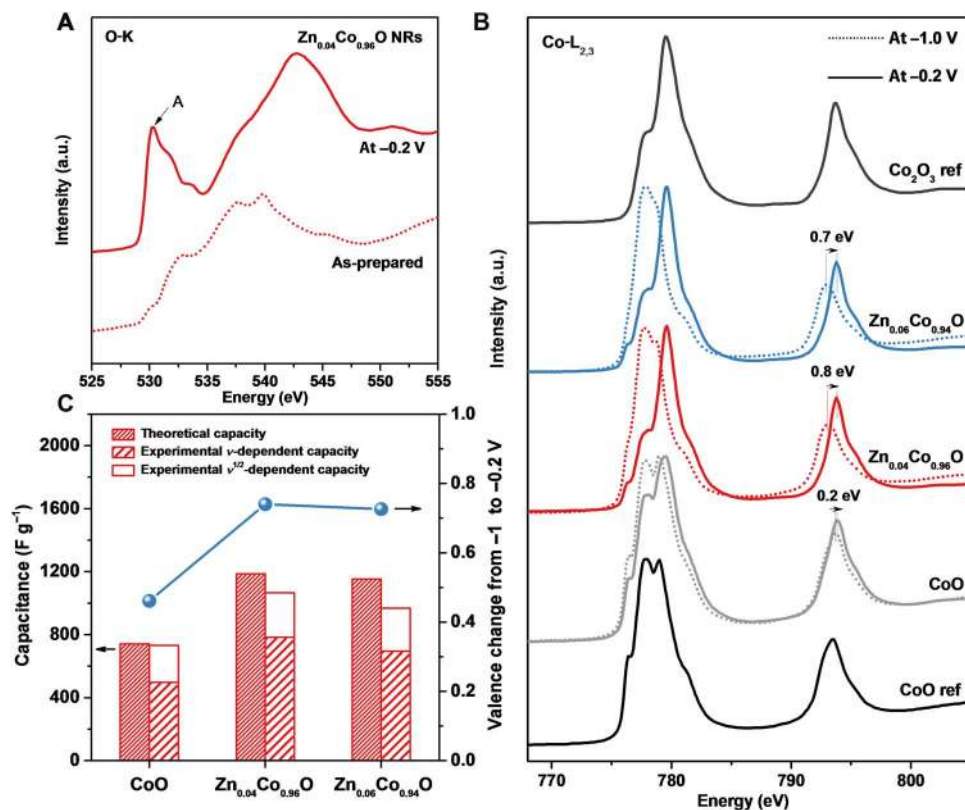 A
O-K
Zn0.04Co0.96O NRs
A
At –0.2 V
As-prepared
Intensity (a.u.)
525 530 535 540 545 550 555
Energy (eV)
B
Co-L2,3
At –1.0 V
At –0.2 V
Co2O3 ref
0.7 eV
Zn0.06Co0.94O
0.8 eV
Zn0.04Co0.96O
0.2 eV
CoO
CoO ref
Intensity (a.u.)
770 780 790 800
Energy (eV)
C
Theoretical capacity
Experimental v-dependent capacity
Experimental v1/2-dependent capacity
2000
1600
1200
800
400
0
Capacitance (F g–1)
1.0
0.8
0.6
0.4
0.2
0.0
Valence change from –1 to –0.2 V
CoO Zn0.04Co0.96O Zn0.06Co0.94O